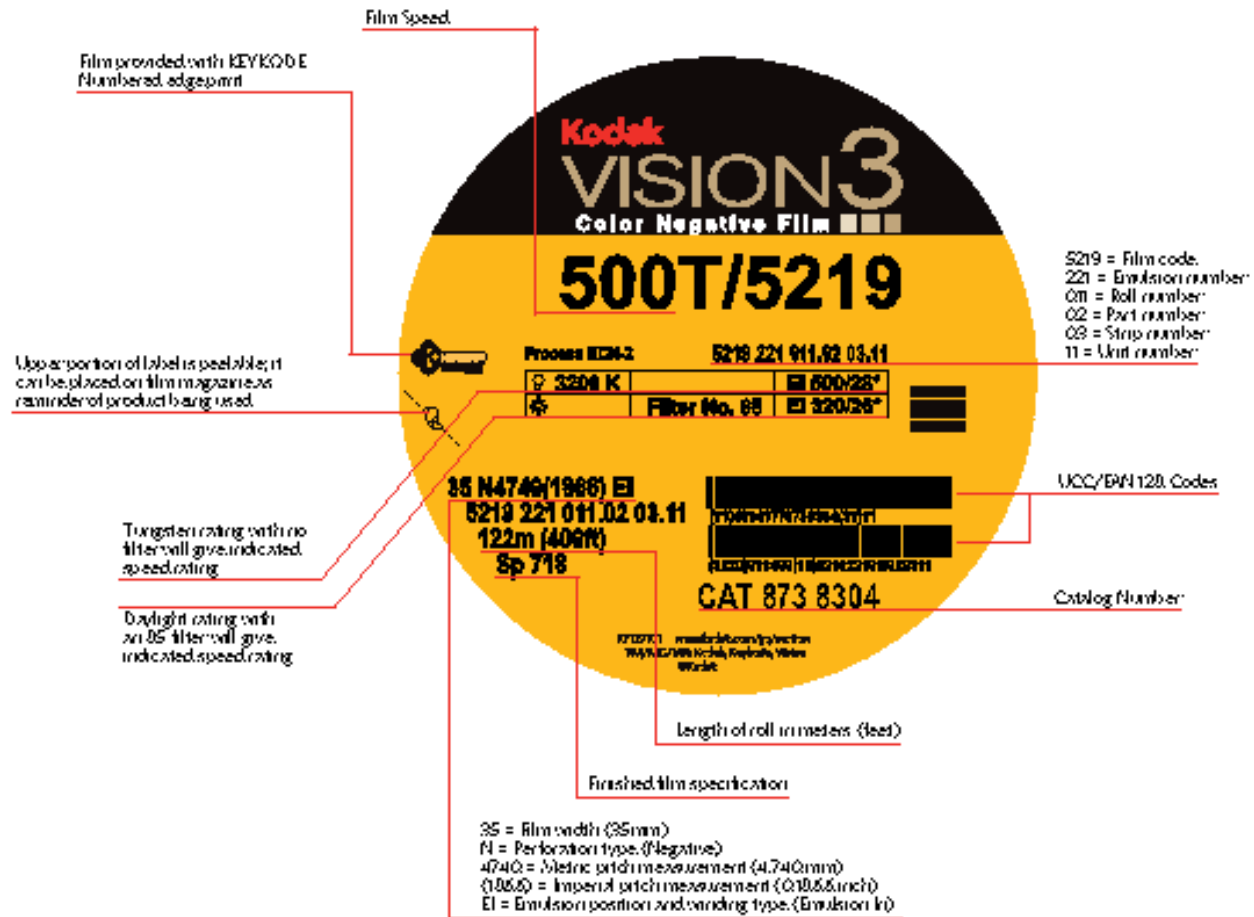 Film Speed
Film provided with KEYKODE
Numbered edgeprint
Kodak
VISION3
Color Negative Film
500T/5219
5219 = Film code
221 = Emulsion number
011 = Roll number
02 = Part number
03 = Strip number
11 = Unit number
Process ECN-2 5219 221 011.02 03.11
Upper portion of label is peelable; it
can be placed on film magazine as
reminder of product being used
3200 K EI 500/28°
Filter No. 85 EI 320/26°
35 N4740(1866) EI
5219 221 011.02 03.11
122m (400ft)
Sp 718
UCC/EAN 128 Codes
Tungsten rating with no
filter will give indicated
speed rating
CAT 873 8304
Catalog Number
Daylight rating with
an 85 filter will give
indicated speed rating
Length of roll in meters (feet)
Finished film specification
35 = Film width (35mm)
N = Perforation type (Negative)
4740 = Metric pitch measurement (4.740mm)
(1866) = Imperial pitch measurement (0.1866 inch)
EI = Emulsion position and winding type (Emulsion In)